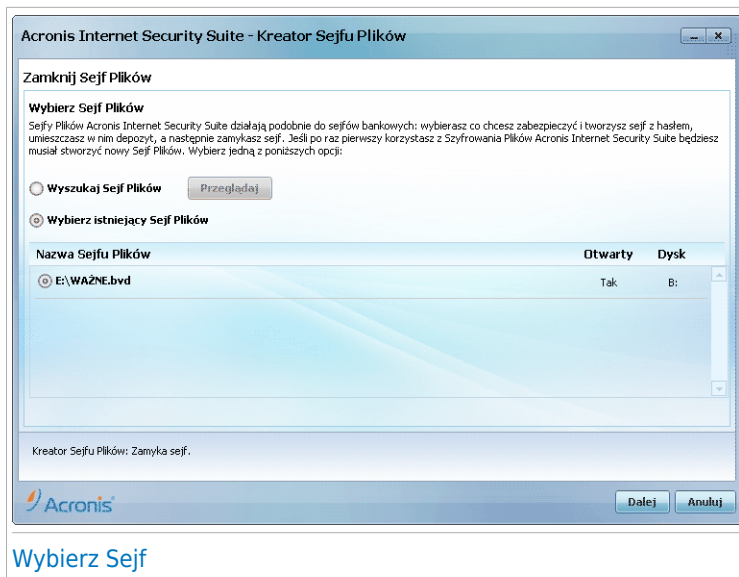 Acronis Internet Security Suite - Kreator Sejfu Plików
Zamknij Sejf Plików
Wybierz Sejf Plików
Sejfy Plików Acronis Internet Security Suite działają podobnie do sejfów bankowych: wybierasz co chcesz zabezpieczyć i tworzysz sejf z hasłem,
umieszczasz w nim depozyt, a następnie zamykasz sejf. Jeśli po raz pierwszy korzystasz z Szyfrowania Plików Acronis Internet Security Suite będziesz
musiał stworzyć nowy Sejf Plików. Wybierz jedną z poniższych opcji:
Wyszukaj Sejf Plików Przeglądaj
Wybierz istniejący Sejf Plików
Nazwa Sejfu Plików Otwarty Dysk
E:\WAŻNE.bvd Tak B:
Kreator Sejfu Plików: Zamyka sejf.
Acronis Dalej Anuluj
Wybierz Sejf